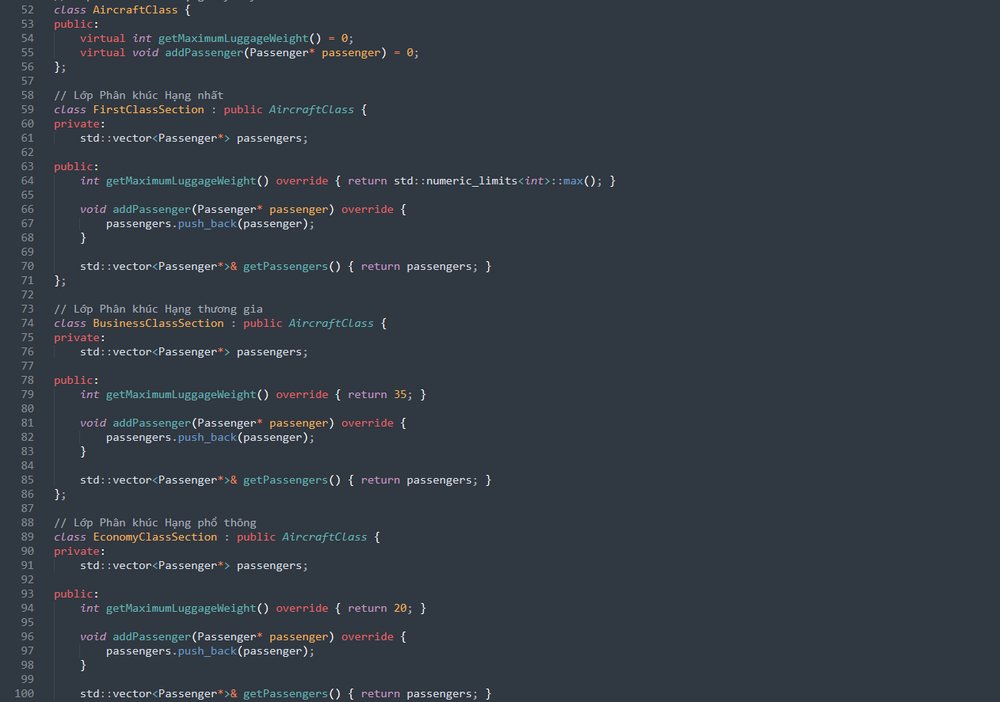 52 class AircraftClass {
53 public:
54     virtual int getMaximumLuggageWeight() = 0;
55     virtual void addPassenger(Passenger* passenger) = 0;
56 };
57
58 // Lớp Phân khúc Hạng nhất
59 class FirstClassSection : public AircraftClass {
60 private:
61     std::vector<Passenger*> passengers;
62
63 public:
64     int getMaximumLuggageWeight() override { return std::numeric_limits<int>::max(); }
65
66     void addPassenger(Passenger* passenger) override {
67         passengers.push_back(passenger);
68     }
69
70     std::vector<Passenger*>& getPassengers() { return passengers; }
71 };
72
73 // Lớp Phân khúc Hạng thương gia
74 class BusinessClassSection : public AircraftClass {
75 private:
76     std::vector<Passenger*> passengers;
77
78 public:
79     int getMaximumLuggageWeight() override { return 35; }
80
81     void addPassenger(Passenger* passenger) override {
82         passengers.push_back(passenger);
83     }
84
85     std::vector<Passenger*>& getPassengers() { return passengers; }
86 };
87
88 // Lớp Phân khúc Hạng phổ thông
89 class EconomyClassSection : public AircraftClass {
90 private:
91     std::vector<Passenger*> passengers;
92
93 public:
94     int getMaximumLuggageWeight() override { return 20; }
95
96     void addPassenger(Passenger* passenger) override {
97         passengers.push_back(passenger);
98     }
99
100     std::vector<Passenger*>& getPassengers() { return passengers; }